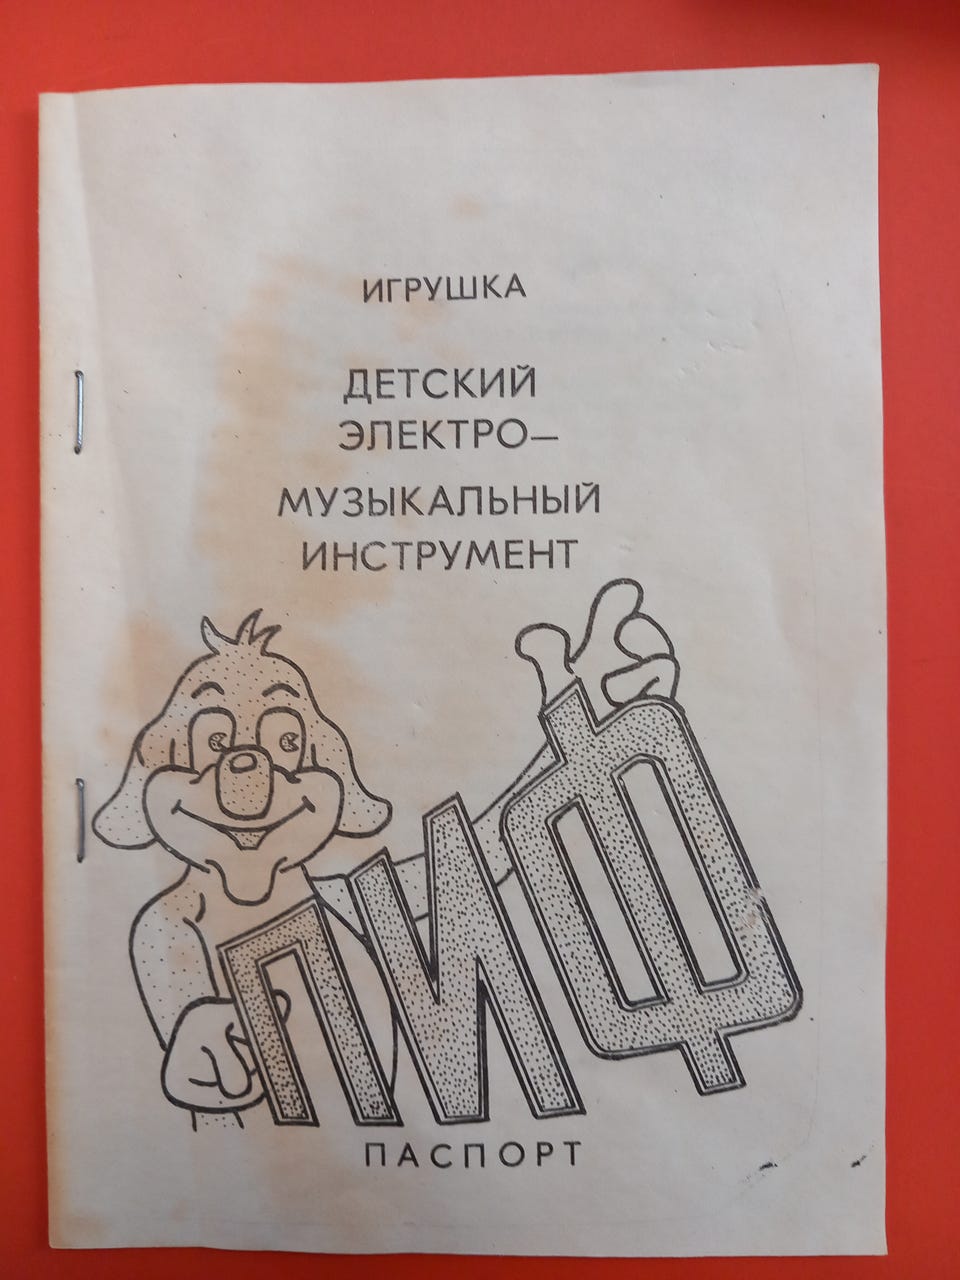 ИГРУШКА
ДЕТСКИЙ
ЭЛЕКТРО—
МУЗЫКАЛЬНЫЙ
ИНСТРУМЕНТ
ПИФ
ПАСПОРТ